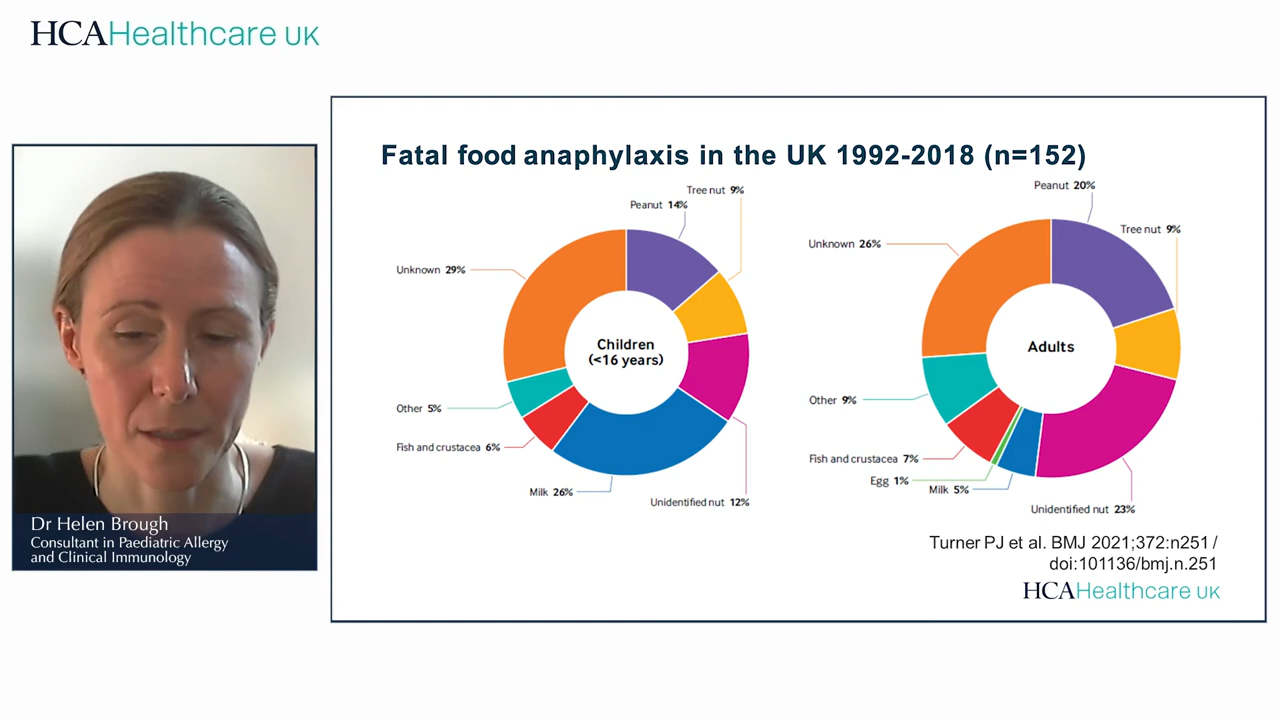 HCAHealthcare UK
Fatal food anaphylaxis in the UK 1992-2018 (n=152)
Tree nut 9%
Peanut 14%
Unknown 29%
Children
(<16 years)
Other 5%
Fish and crustacea 6%
Milk 26%
Unidentified nut 12%
Peanut 20%
Tree nut 9%
Unknown 26%
Adults
Other 9%
Fish and crustacea 7%
Egg 1%
Milk 5%
Unidentified nut 23%
Turner PJ et al. BMJ 2021;372:n251 /
doi:101136/bmj.n.251
HCAHealthcare UK
Dr Helen Brough
Consultant in Paediatric Allergy
and Clinical Immunology